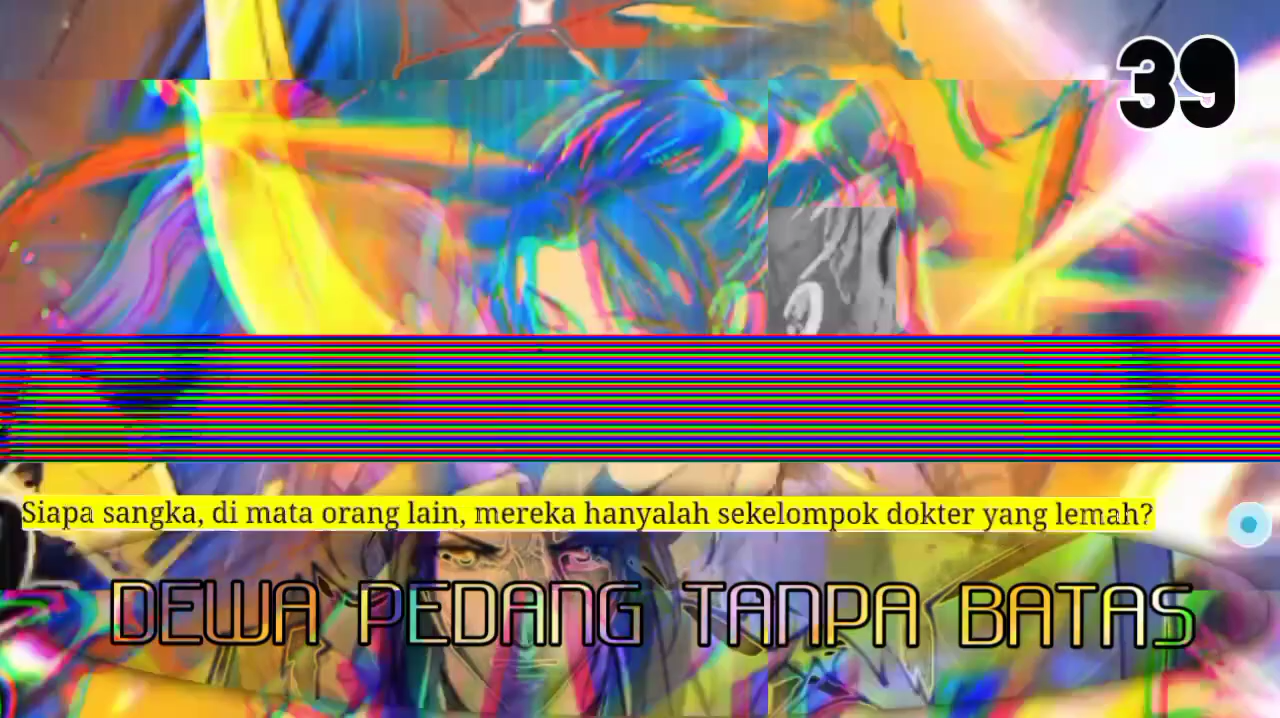 39
Siapa sangka, di mata orang lain, mereka hanyalah sekelompok dokter yang lemah?
DEWA PEDANG TANPA BATAS